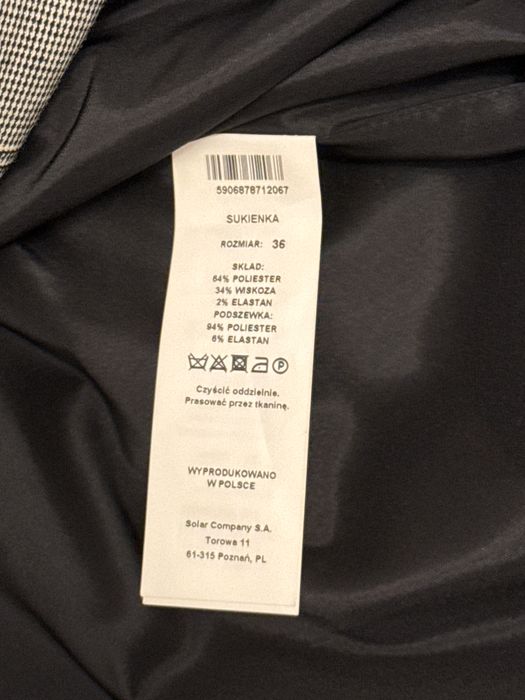 5906878712067
SUKIENKA
ROZMIAR: 36
SKŁAD:
64% POLIESTER
34% WISKOZA
2% ELASTAN
PODSZEWKA:
94% POLIESTER
6% ELASTAN
P
Czyścić oddzielnie.
Prasować przez tkaninę.
WYPRODUKOWANO
W POLSCE
Solar Company S.A.
Torowa 11
61-315 Poznań, PL